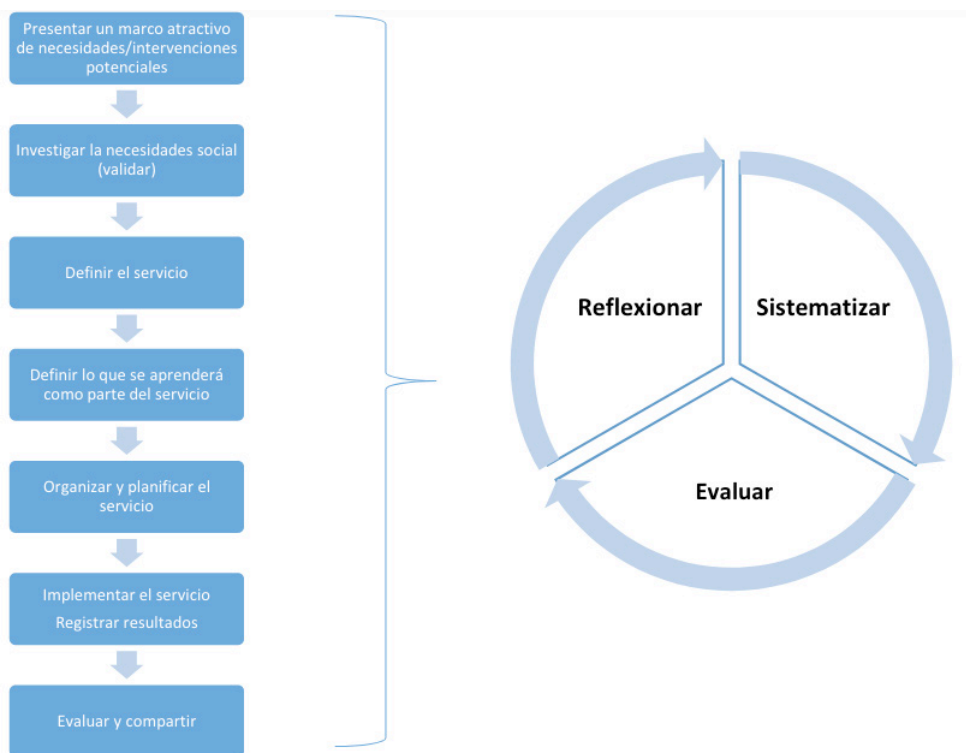 Presentar un marco atractivo
de necesidades/intervenciones
potenciales
Investigar la necesidades social
(validar)
Definir el servicio
Definir lo que se aprenderá
como parte del servicio
Organizar y planificar el
servicio
Implementar el servicio
Registrar resultados
Evaluar y compartir
Reflexionar
Sistematizar
Evaluar